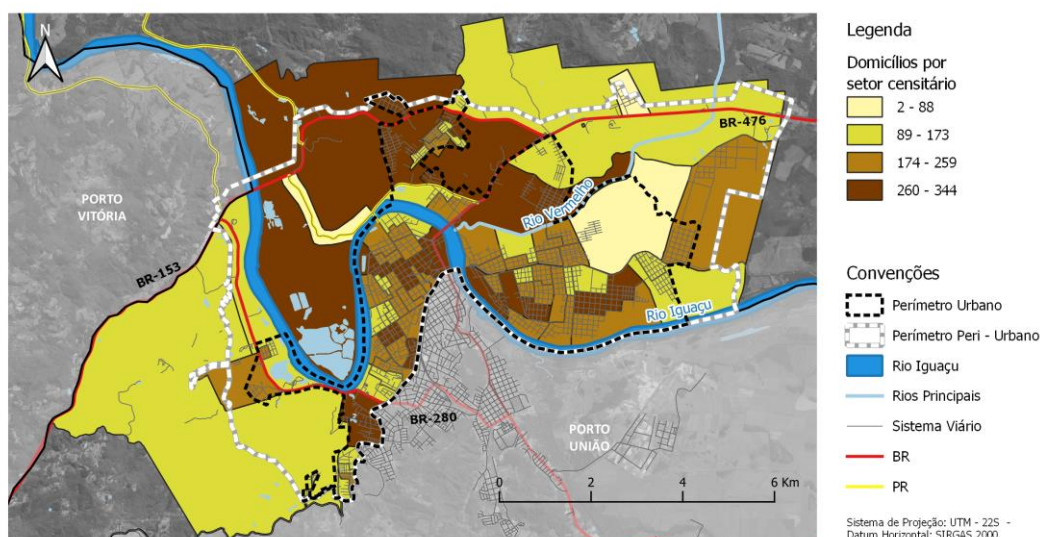 N
PORTO
VITÓRIA
BR-153
BR-476
Rio Vermelho
Rio Iguaçu
BR-280
PORTO
UNIÃO
0 2 4 6 Km
Legenda
Domicílios por
setor censitário
2 - 88
89 - 173
174 - 259
260 - 344
Convenções
Perímetro Urbano
Perímetro Peri - Urbano
Rio Iguaçu
Rios Principais
Sistema Viário
BR
PR
Sistema de Projeção: UTM - 22S -
Datum Horizontal: SIRGAS 2000